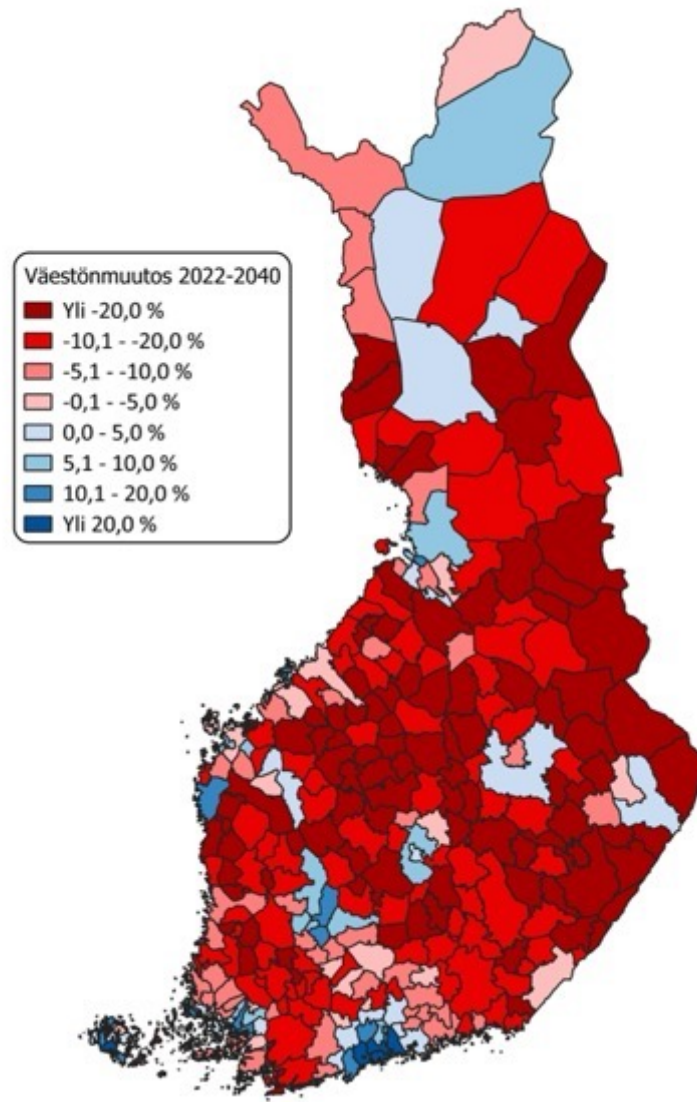 Väestönmuutos 2022-2040
Yli -20,0 %
-10,1 - -20,0 %
-5,1 - -10,0 %
-0,1 - -5,0 %
0,0 - 5,0 %
5,1 - 10,0 %
10,1 - 20,0 %
Yli 20,0 %